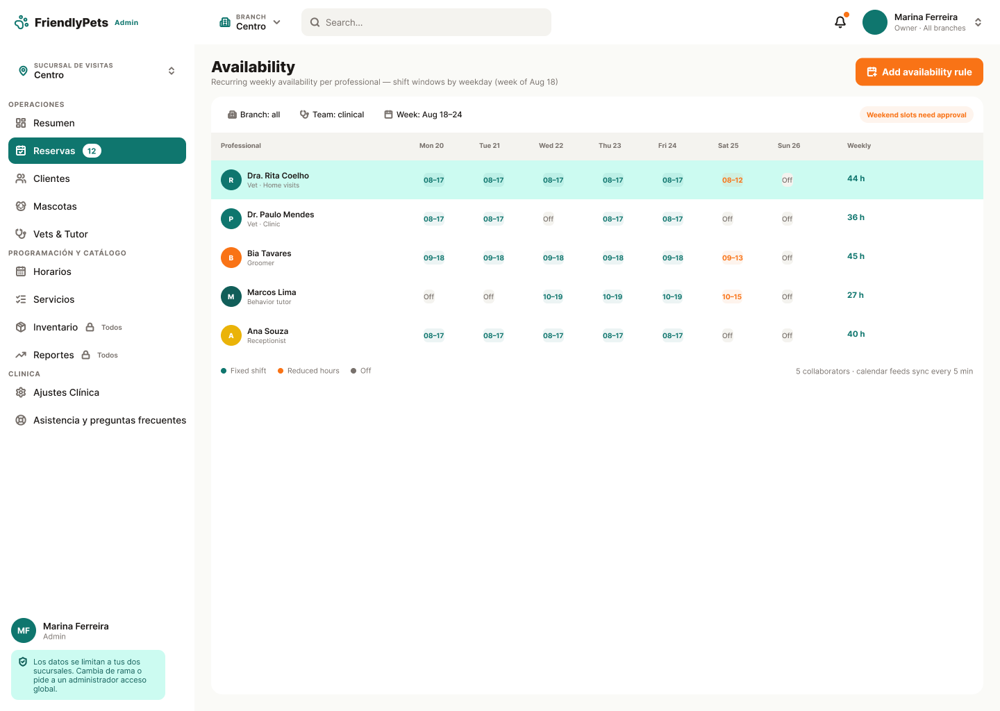 FriendlyPets Admin
BRANCH
Centro
Search...
Marina Ferreira
Owner · All branches
SUCURSAL DE VISITAS
Centro
OPERACIONES
Resumen
Reservas 12
Clientes
Mascotas
Vets & Tutor
PROGRAMACIÓN Y CATÁLOGO
Horarios
Servicios
Inventario Todos
Reportes Todos
CLINICA
Ajustes Clínica
Asistencia y preguntas frecuentes
MF
Marina Ferreira
Admin
Los datos se limitan a tus dos
sucursales. Cambia de rama o
pide a un administrador acceso
global.
Availability
Recurring weekly availability per professional — shift windows by weekday (week of Aug 18)
Add availability rule
Branch: all Team: clinical Week: Aug 18–24 Weekend slots need approval
Professional Mon 20 Tue 21 Wed 22 Thu 23 Fri 24 Sat 25 Sun 26 Weekly
R Dra. Rita Coelho 08–17 08–17 08–17 08–17 08–17 08–12 Off 44 h
Vet · Home visits
P Dr. Paulo Mendes 08–17 08–17 Off 08–17 08–17 Off Off 36 h
Vet · Clinic
B Bia Tavares 09–18 09–18 09–18 09–18 09–18 09–13 Off 45 h
Groomer
M Marcos Lima Off Off 10–19 10–19 10–19 10–15 Off 27 h
Behavior tutor
A Ana Souza 08–17 08–17 08–17 08–17 08–17 Off Off 40 h
Receptionist
Fixed shift Reduced hours Off 5 collaborators · calendar feeds sync every 5 min